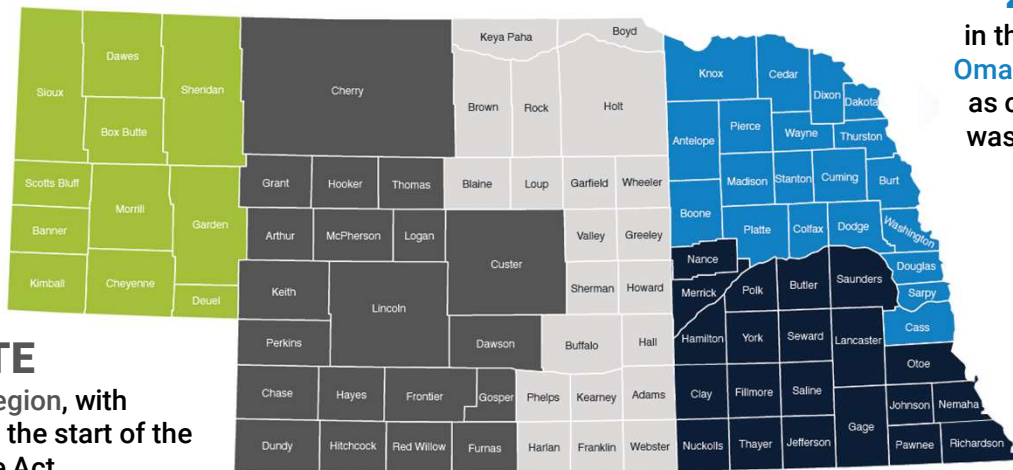 in th
Oma
as c
was
Boyd
Keya Paha
Knox
Cedar
Dawes
Sioux
Sheridan
Cherry
Dixon
Dakota
Brown
Rock
Holt
Box Butte
Antelope
Pierce
Wayne
Thurston
Scotts Bluff
Grant
Hooker
Thomas
Blaine
Loup
Garfield
Wheeler
Madison
Stanton
Cuming
Burt
Morrill
Garden
Banner
Arthur
McPherson
Logan
Custer
Valley
Greeley
Boone
Platte
Colfax
Dodge
Washington
Nance
Douglas
Kimball
Cheyenne
Deuel
Keith
Lincoln
Sherman
Howard
Merrick
Polk
Butler
Saunders
Sarpy
Cass
Perkins
Dawson
Buffalo
Hall
Hamilton
York
Seward
Lancaster
Otoe
TE
egion, with
the start of the
e Act
Chase
Hayes
Frontier
Gosper
Phelps
Kearney
Adams
Clay
Fillmore
Saline
Gage
Johnson
Nemaha
Dundy
Hitchcock
Red Willow
Furnas
Harlan
Franklin
Webster
Nuckolls
Thayer
Jefferson
Pawnee
Richardson